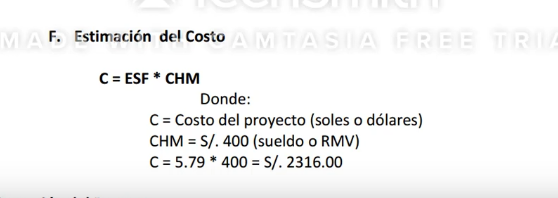 MADE WITH CAMTASIA FREE TRIA
F. Estimación del Costo
C = ESF * CHM
Donde:
C = Costo del proyecto (soles o dólares)
CHM = S/. 400 (sueldo o RMV)
C = 5.79 * 400 = S/. 2316.00